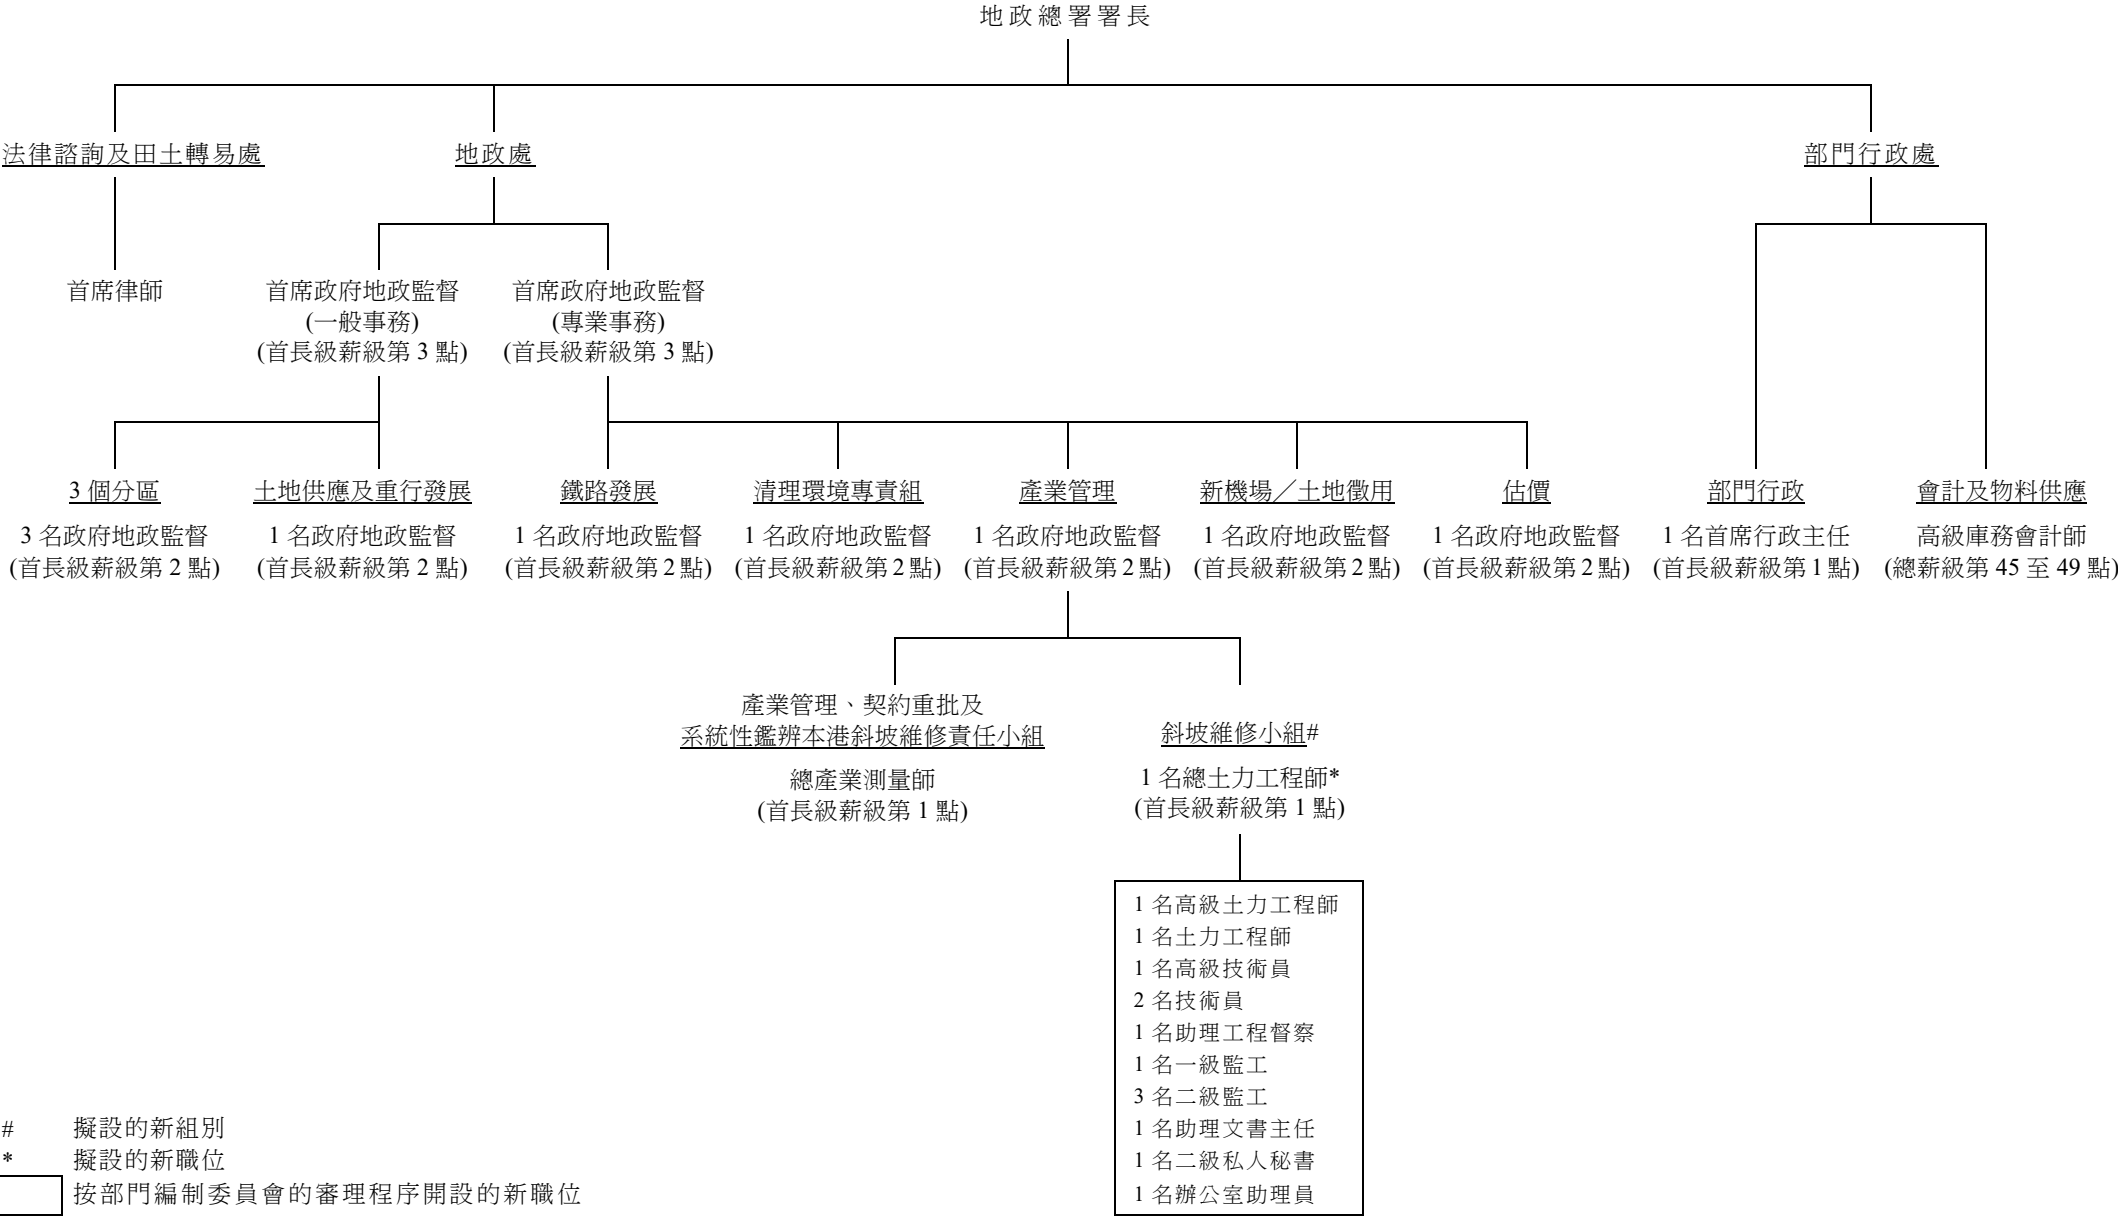 地政總署署長
法律諮詢及田土轉易處
地政處
部門行政處
首席律師
首席政府地政監督
(一般事務)
(首長級薪級第 3 點)
首席政府地政監督
(專業事務)
(首長級薪級第 3 點)
3 個分區
3 名政府地政監督
(首長級薪級第 2 點)
土地供應及重行發展
1 名政府地政監督
(首長級薪級第 2 點)
鐵路發展
1 名政府地政監督
(首長級薪級第 2 點)
清理環境專責組
1 名政府地政監督
(首長級薪級第 2 點)
產業管理
1 名政府地政監督
(首長級薪級第 2 點)
新機場／土地徵用
1 名政府地政監督
(首長級薪級第 2 點)
估價
1 名政府地政監督
(首長級薪級第 2 點)
部門行政
1 名首席行政主任
(首長級薪級第 1 點)
會計及物料供應
高級庫務會計師
(總薪級第 45 至 49 點)
產業管理、契約重批及
系統性鑑辨本港斜坡維修責任小組
總產業測量師
(首長級薪級第 1 點)
斜坡維修小組#
1 名總土力工程師*
(首長級薪級第 1 點)
1 名高級土力工程師
1 名土力工程師
1 名高級技術員
2 名技術員
1 名助理工程督察
1 名一級監工
3 名二級監工
1 名助理文書主任
1 名二級私人秘書
1 名辦公室助理員
# 擬設的新組別
* 擬設的新職位
按部門編制委員會的審理程序開設的新職位